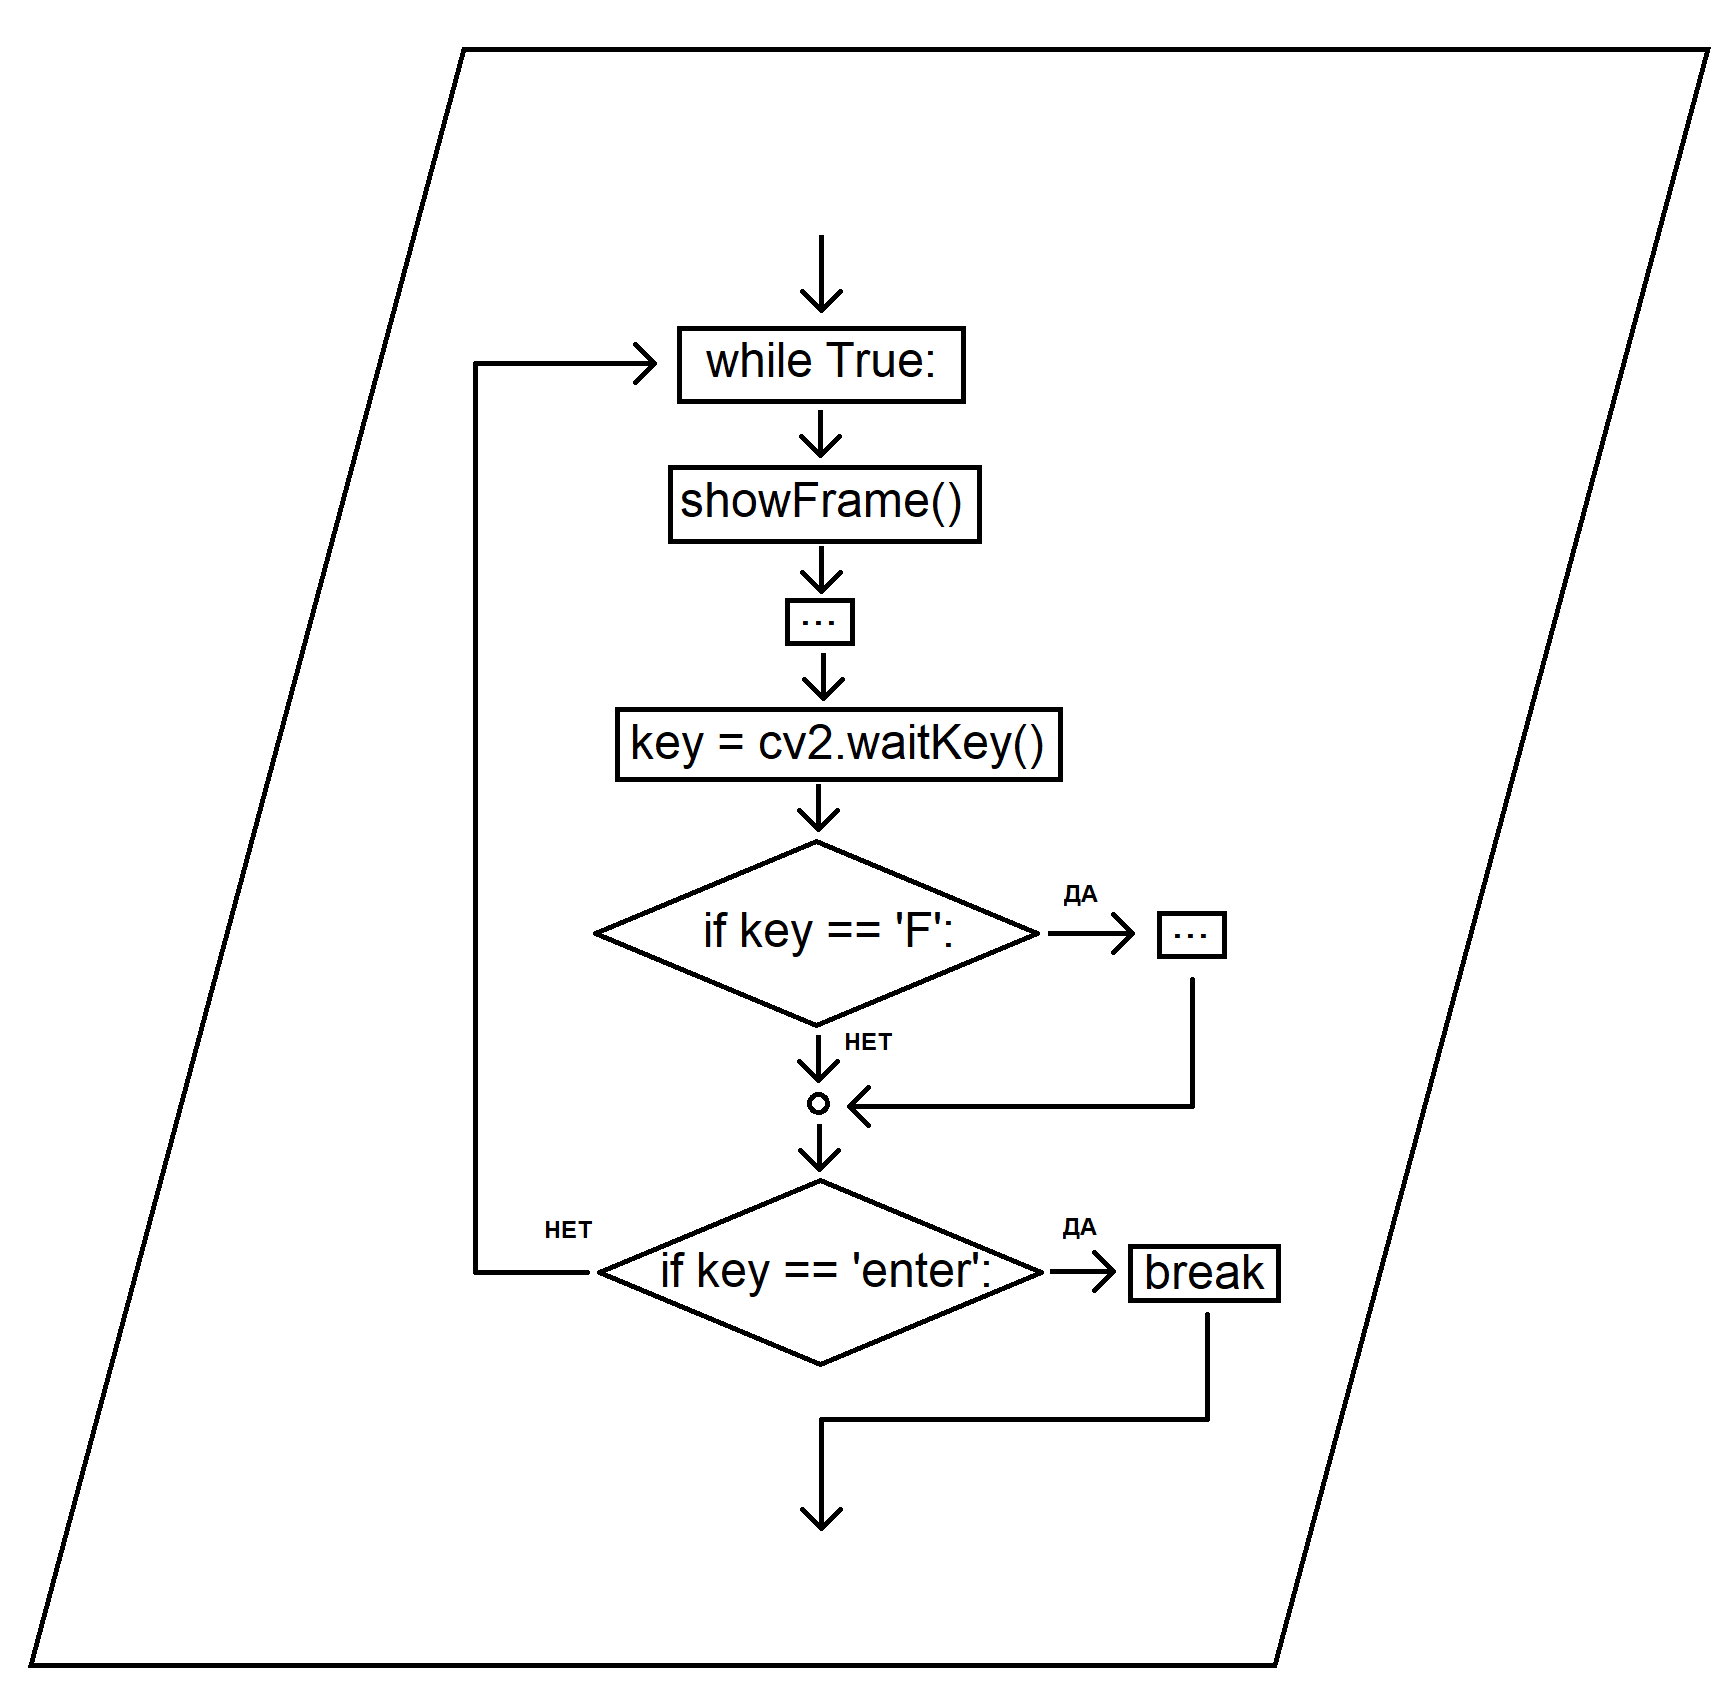 while True:
showFrame()
...
key = cv2.waitKey()
if key == 'F':
ДА
...
НЕТ
НЕТ
if key == 'enter':
ДА
break